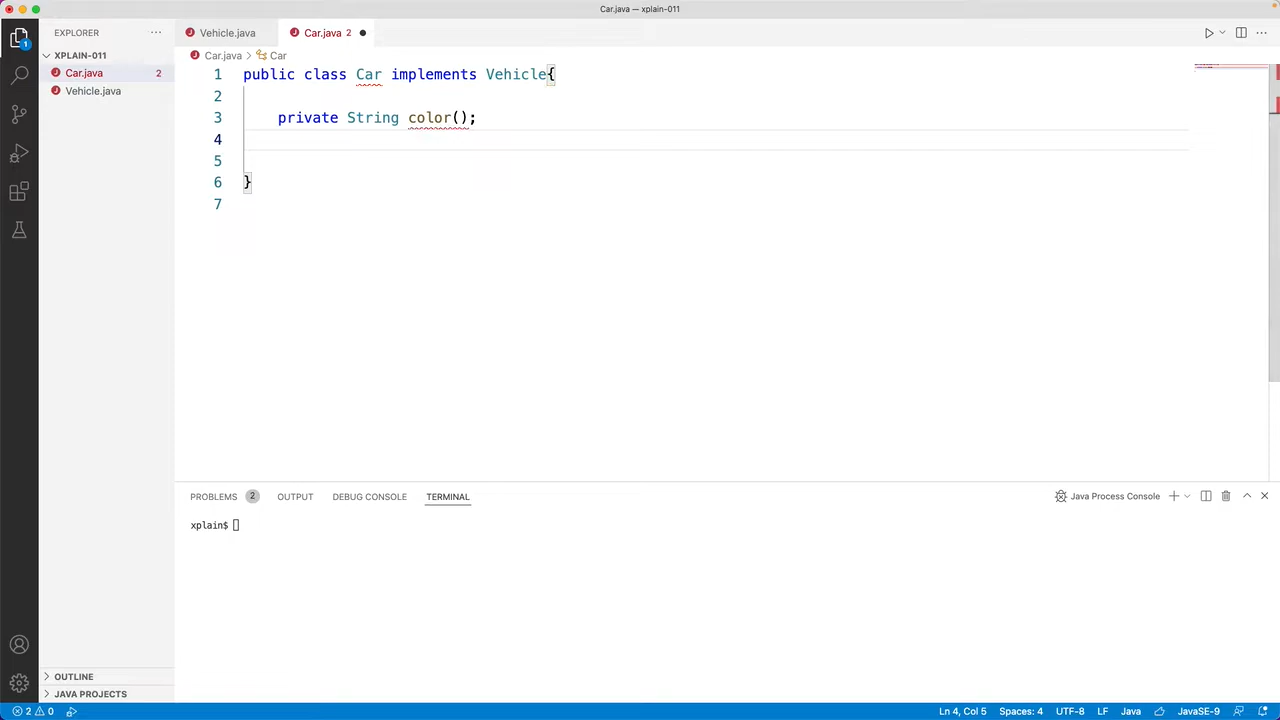 Car.java — xplain-011
EXPLORER
XPLAIN-011
Car.java 2
Vehicle.java
OUTLINE
JAVA PROJECTS
1
Vehicle.java
Car.java 2
Car.java > Car
1 public class Car implements Vehicle{
2
3 private String color();
4
5
6 }
7
PROBLEMS 2 OUTPUT DEBUG CONSOLE TERMINAL
Java Process Console
xplain$
2 0
Ln 4, Col 5 Spaces: 4 UTF-8 LF Java JavaSE-9